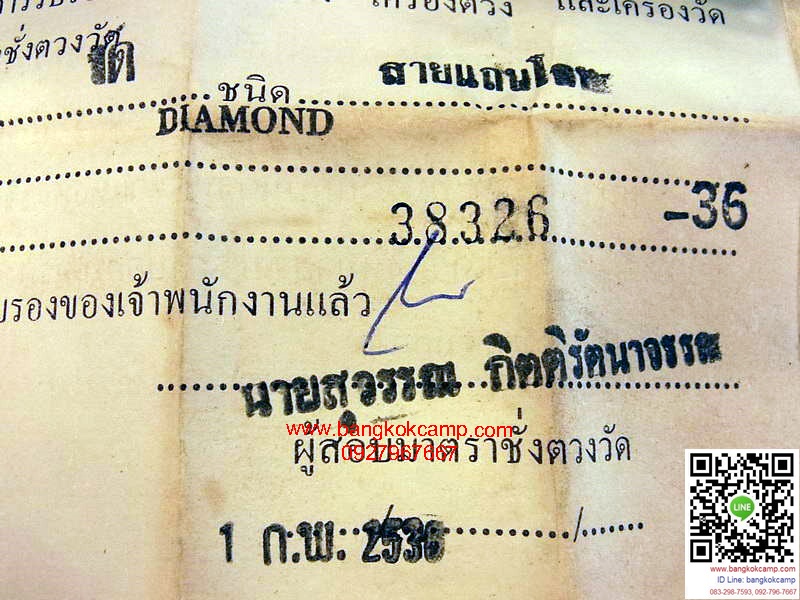 เครื่องตวง และเครื่องวัด
ชั่งตวงวัด
วัด ชนิด สายแถบโลหะ
DIAMOND
38326 -36
รองของเจ้าพนักงานแล้ว
นายสุวรรณ กิตติรัตนาจรรณ
www.bangkokcamp.com
ผู้สอบมาตราชั่งตวงวัด
0927967667
1 ก.พ. 2536
LINE
www.bangkokcamp.com
ID Line: bangkokcamp
083-298-7593, 092-796-7667